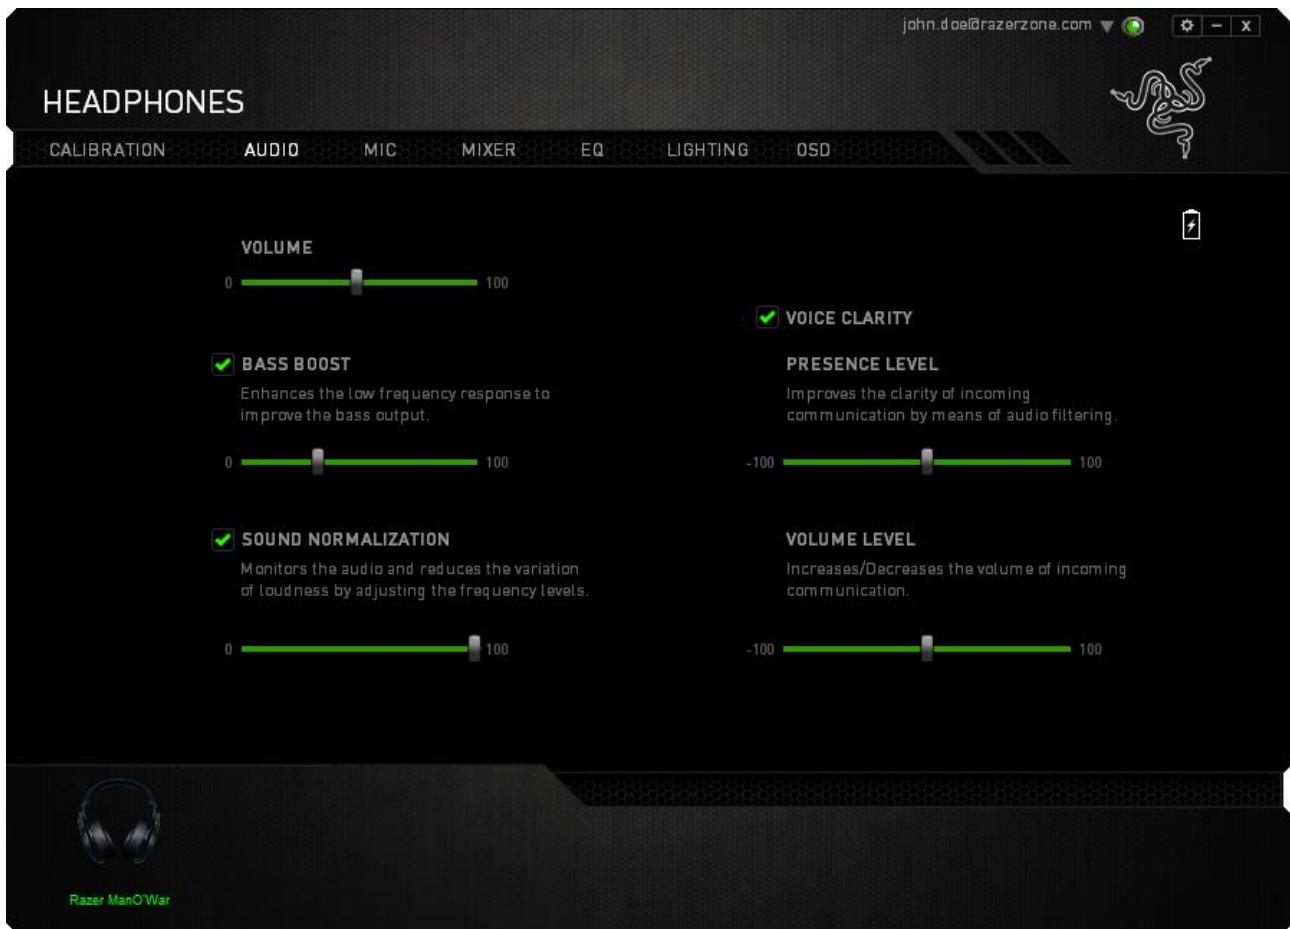 john.doe@razerzone.com
X
HEADPHONES
CALIBRATION AUDIO MIC MIXER EQ LIGHTING OSD
VOLUME
0 100
BASS BOOST
Enhances the low frequency response to
improve the bass output.
0 100
SOUND NORMALIZATION
Monitors the audio and reduces the variation
of loudness by adjusting the frequency levels.
0 100
VOICE CLARITY
PRESENCE LEVEL
Improves the clarity of incoming
communication by means of audio filtering.
-100 100
VOLUME LEVEL
Increases/Decreases the volume of incoming
communication.
-100 100
Razer ManO'War